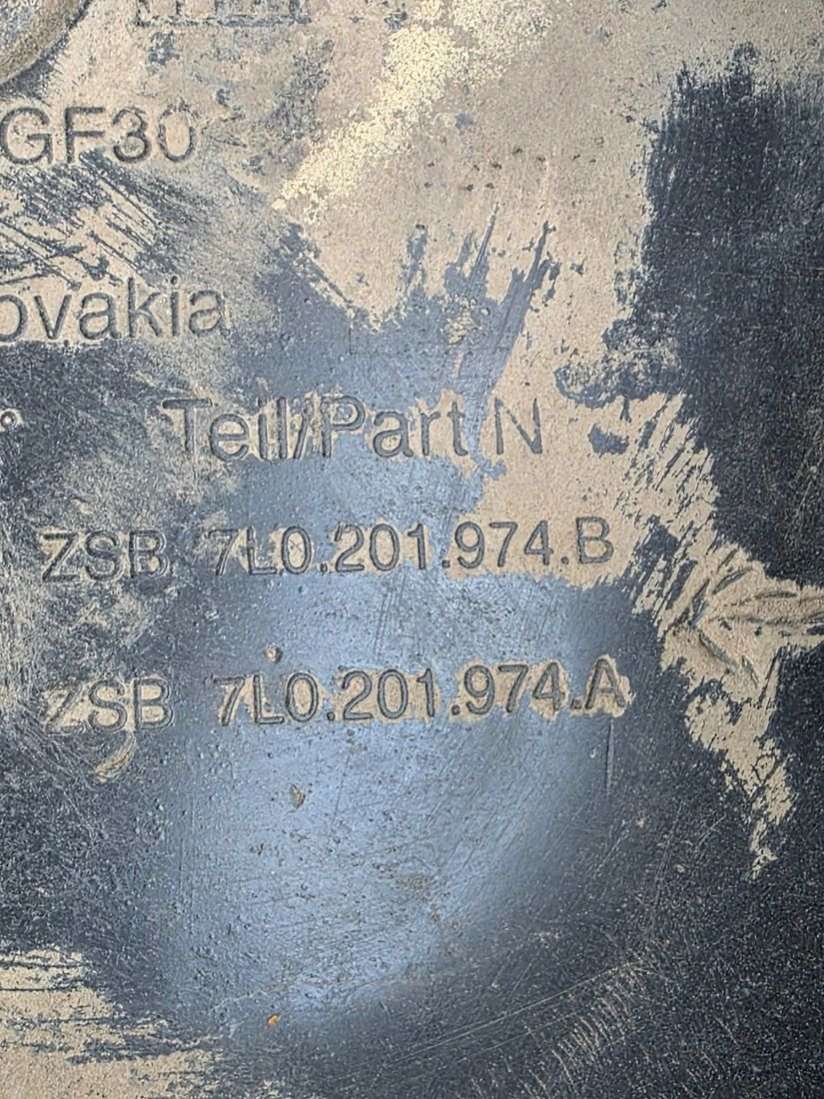 GF30
ovakia
Teil/Part N
ZSB 7L0.201.974.B
ZSB 7L0.201.974.A